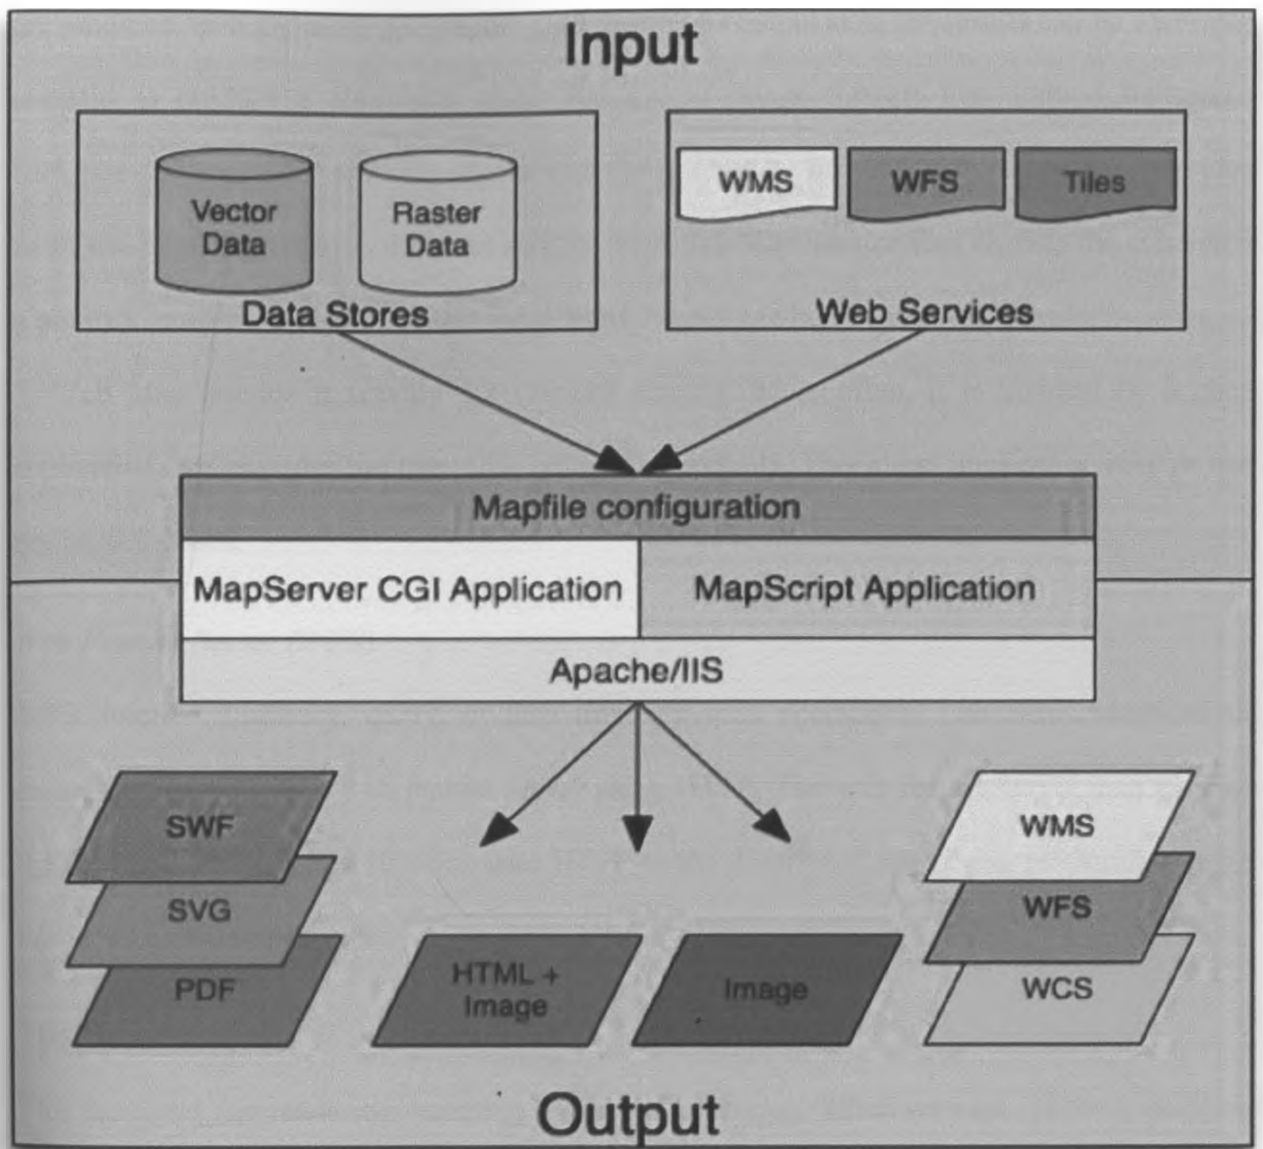 Input
Vector
Data
Raster
Data
Data Stores
WMS
WFS
Tiles
Web Services
Mapfile configuration
MapServer CGI Application
MapScript Application
Apache/IIS
SWF
SVG
PDF
HTML +
Image
Image
WMS
WFS
WCS
Output